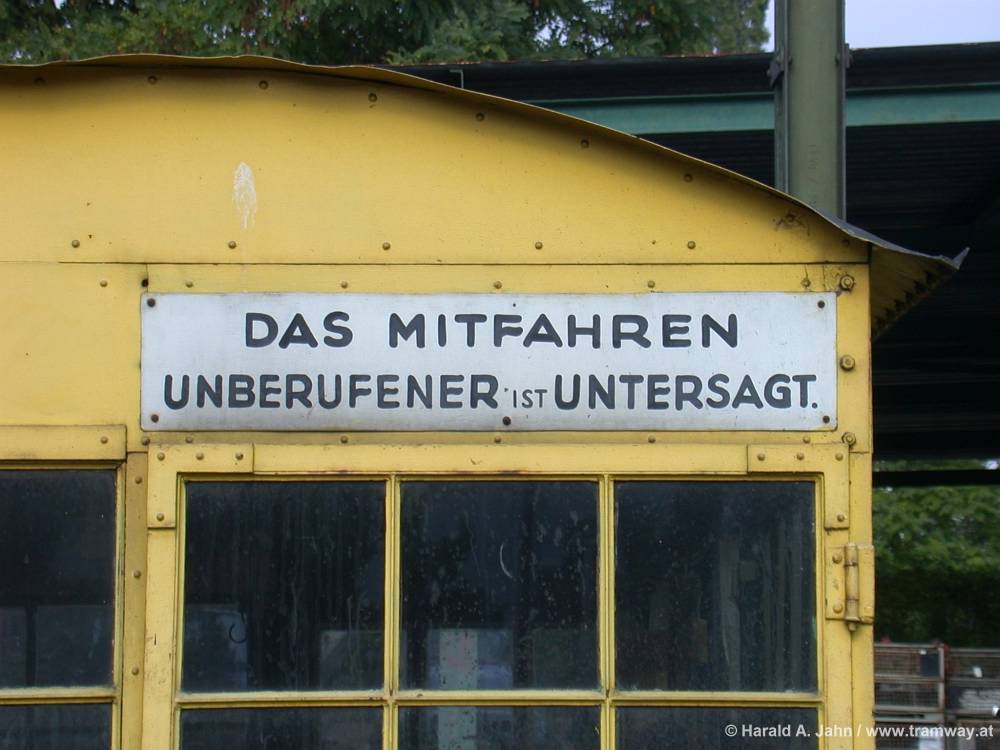 DAS MITFAHREN
UNBERUFENER IST UNTERSAGT.
© Harald A. Jahn / www.tramway.at